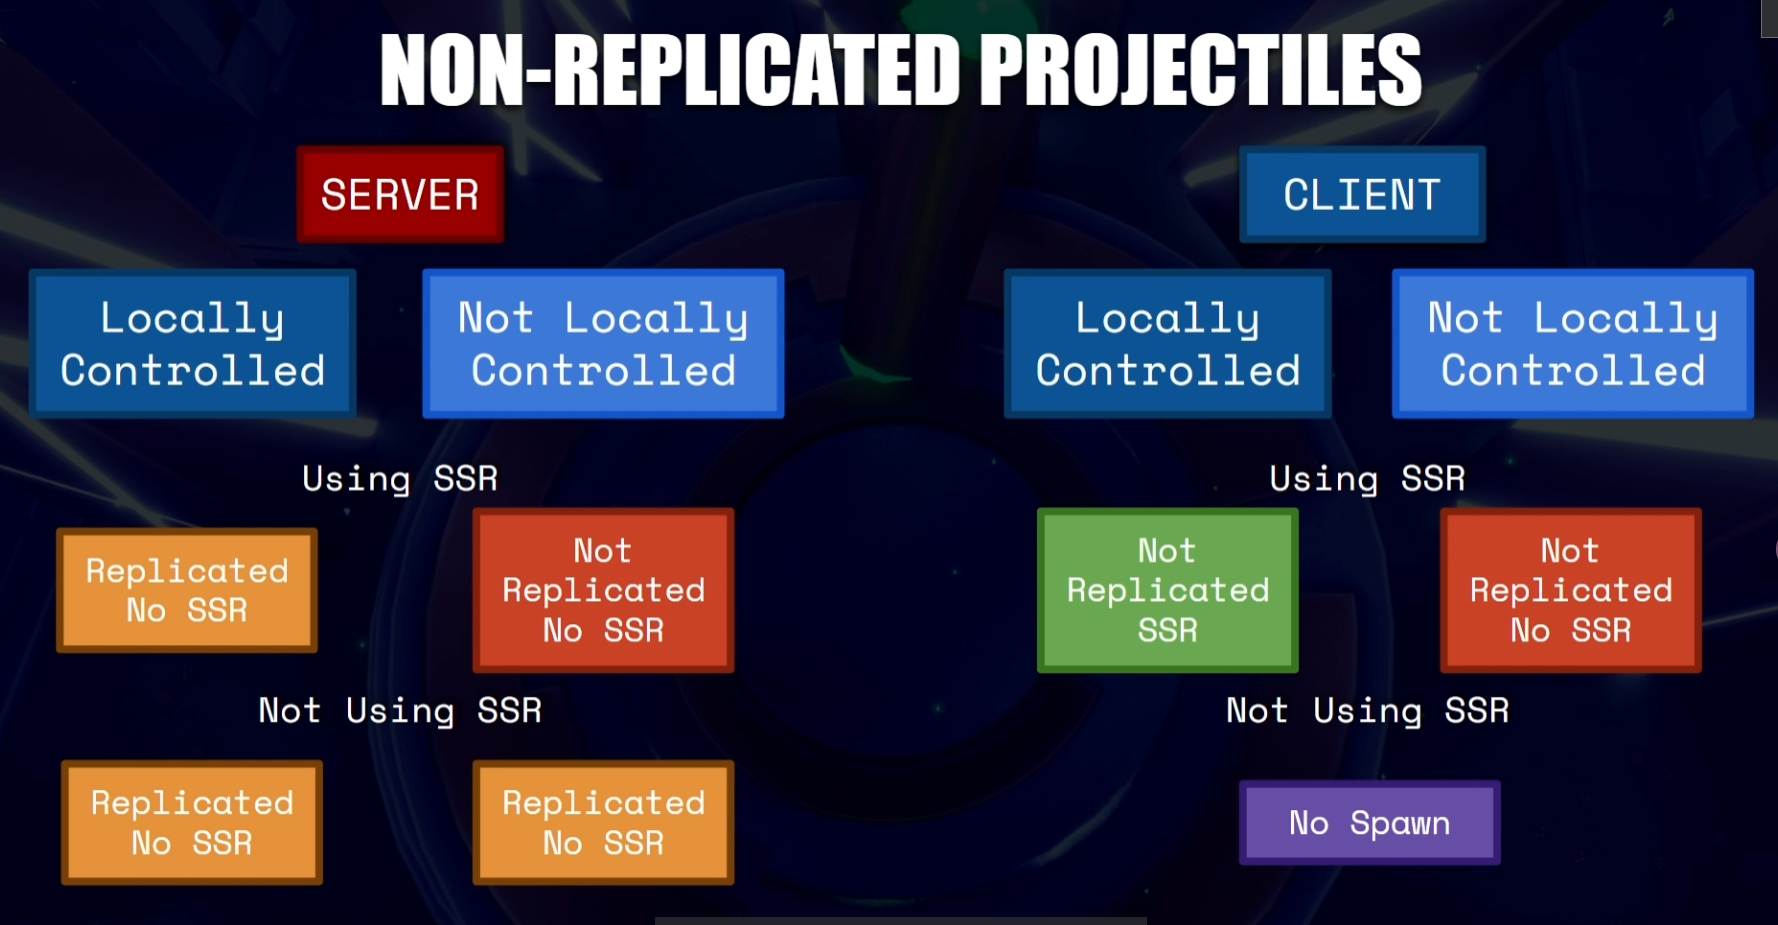 NON-REPLICATED PROJECTILES
SERVER
CLIENT
Locally
Controlled
Not Locally
Controlled
Locally
Controlled
Not Locally
Controlled
Using SSR
Using SSR
Replicated
No SSR
Not
Replicated
No SSR
Not
Replicated
SSR
Not
Replicated
No SSR
Not Using SSR
Not Using SSR
Replicated
No SSR
Replicated
No SSR
No Spawn